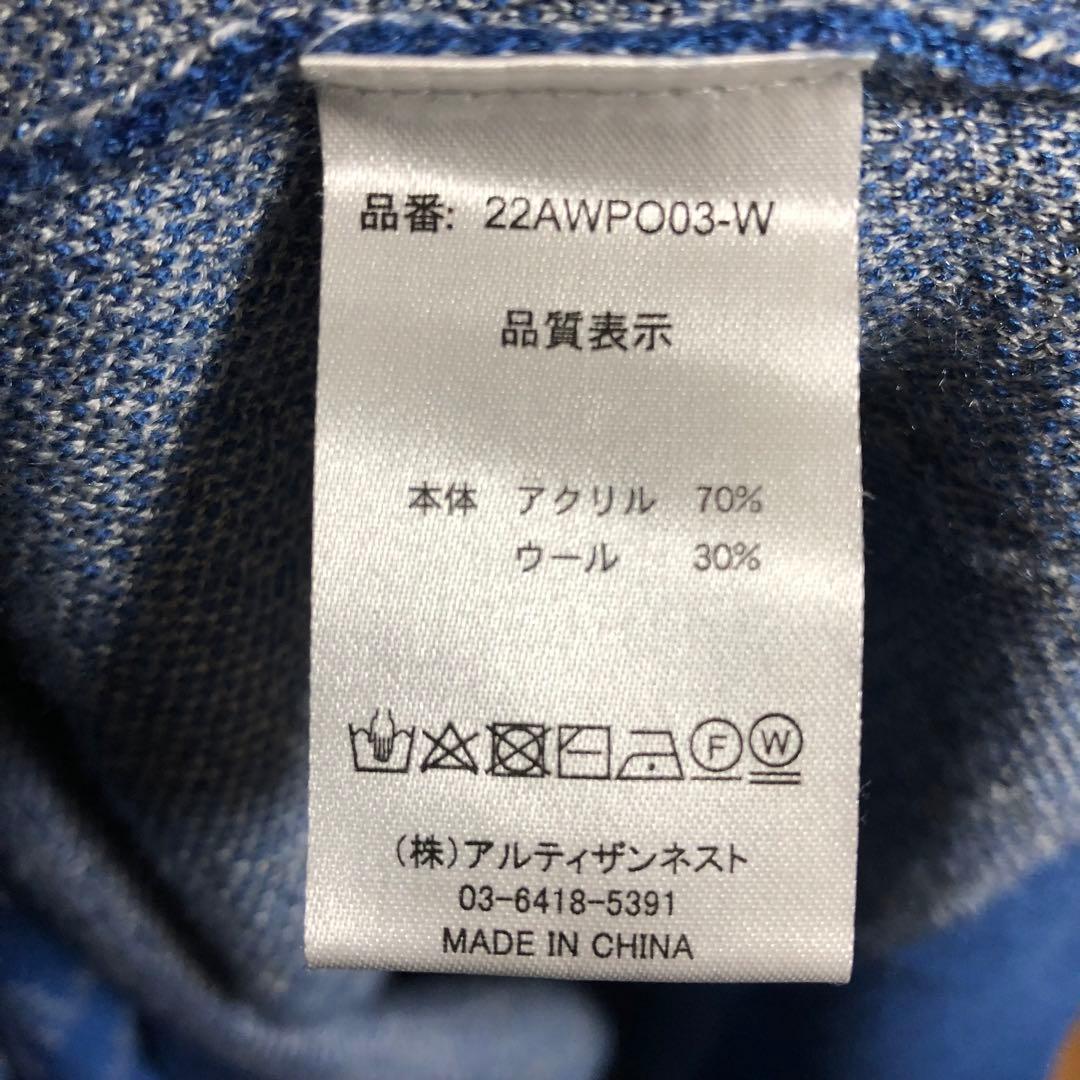 品番: 22AWPO03-W
品質表示
本体 アクリル 70%
ウール 30%
F W
(株)アルティザンネスト
03-6418-5391
MADE IN CHINA